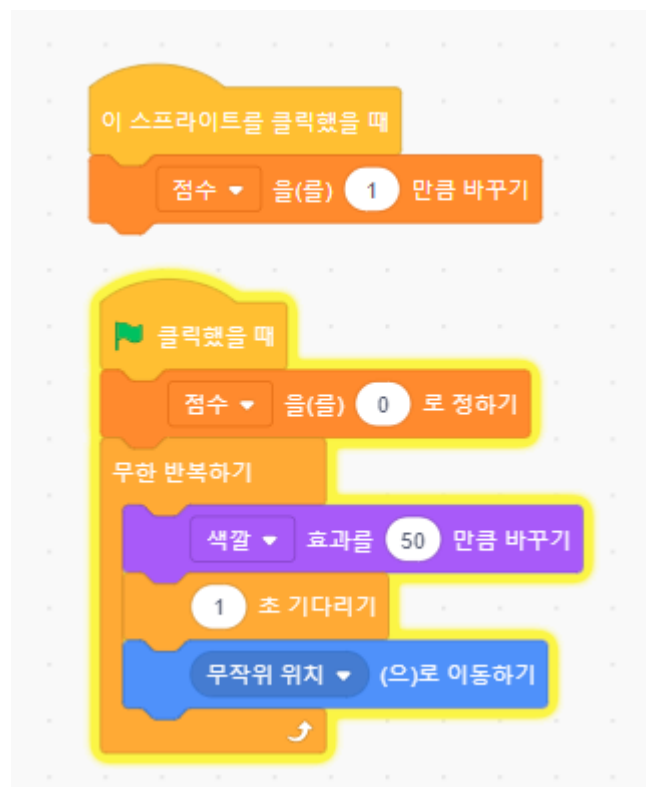 이 스프라이트를 클릭했을 때
점수 을(를) 1 만큼 바꾸기
클릭했을 때
점수 을(를) 0 로 정하기
무한 반복하기
색깔 효과를 50 만큼 바꾸기
1 초 기다리기
무작위 위치 (으)로 이동하기